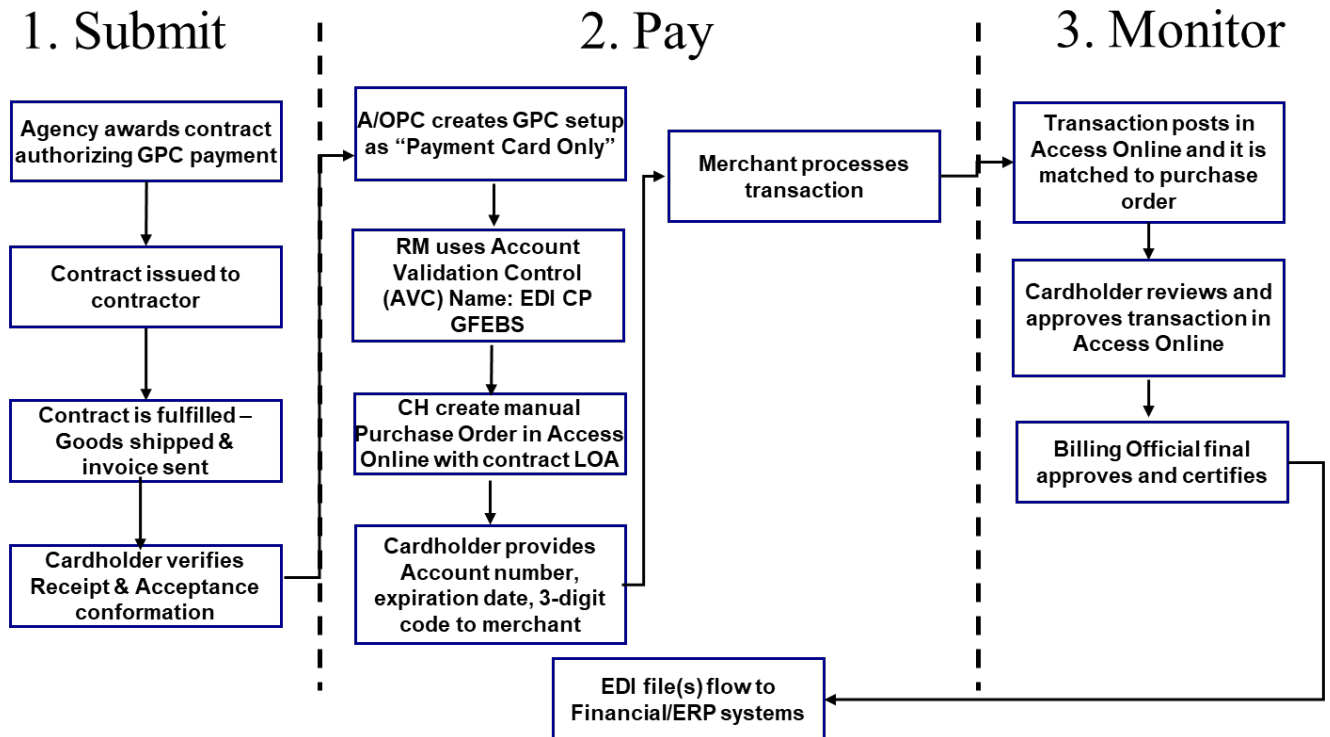 1. Submit
Agency awards contract
authorizing GPC payment
Contract issued to
contractor
Contract is fulfilled –
Goods shipped &
invoice sent
Cardholder verifies
Receipt & Acceptance
conformation
2. Pay
A/OPC creates GPC setup
as “Payment Card Only”
RM uses Account
Validation Control
(AVC) Name: EDI CP
GFEBS
CH create manual
Purchase Order in Access
Online with contract LOA
Cardholder provides
Account number,
expiration date, 3-digit
code to merchant
Merchant processes
transaction
3. Monitor
Transaction posts in
Access Online and it is
matched to purchase
order
Cardholder reviews and
approves transaction in
Access Online
Billing Official final
approves and certifies
EDI file(s) flow to
Financial/ERP systems